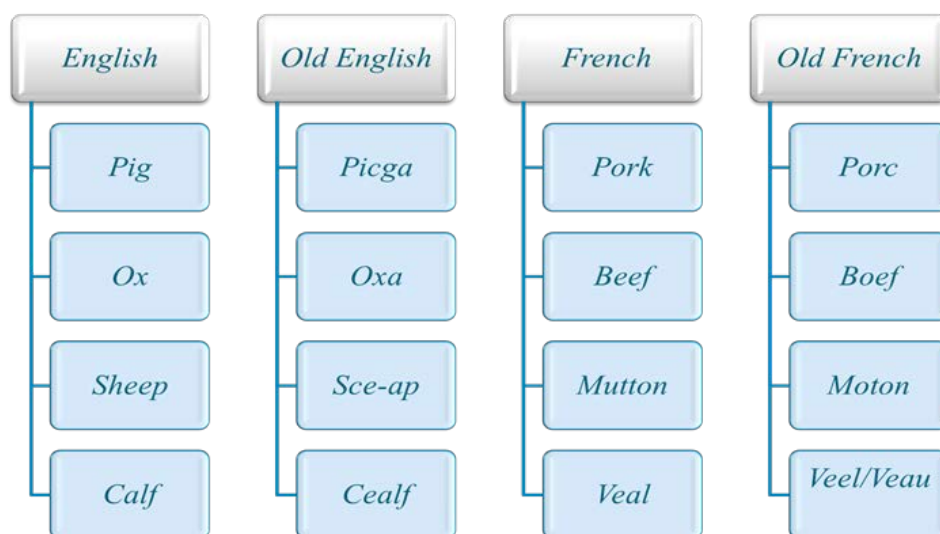 English
Pig
Ox
Sheep
Calf
Old English
Picga
Oxa
Sce-ap
Cealf
French
Pork
Beef
Mutton
Veal
Old French
Porc
Boef
Moton
Veel/Veau